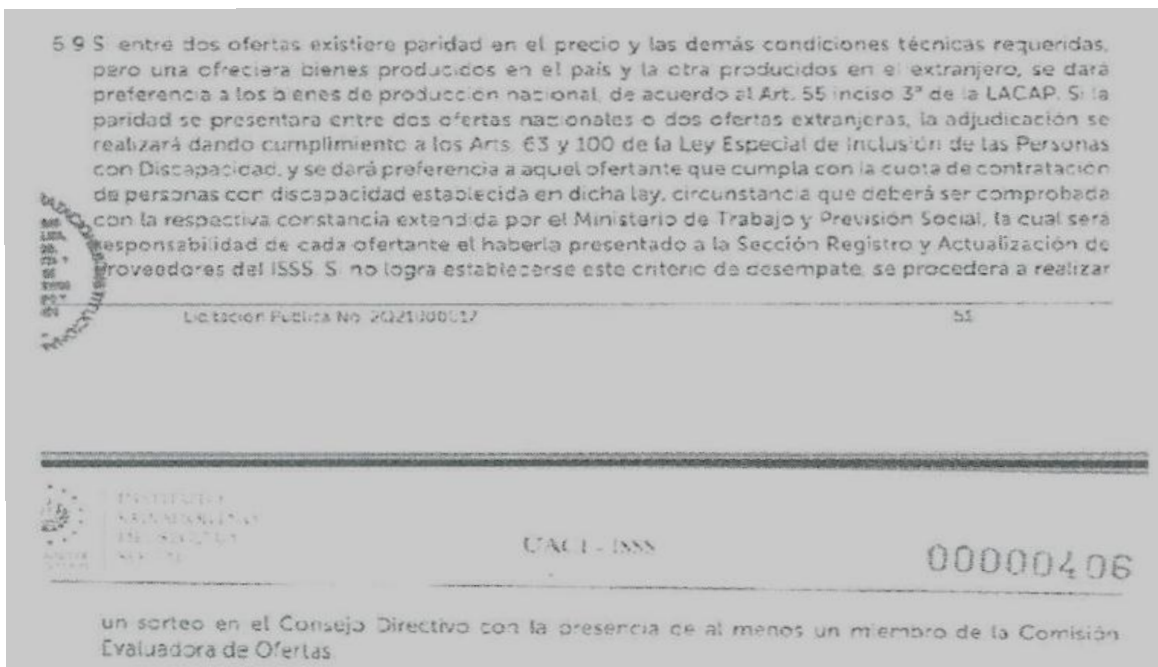 5.9 Si entre dos ofertas existiere paridad en el precio y las demás condiciones técnicas requeridas,
pero una ofreciera bienes producidos en el país y la otra producidos en el extranjero, se dará
preferencia a los bienes de producción nacional, de acuerdo al Art. 55 inciso 3° de la LACAP. Si la
paridad se presentara entre dos ofertas nacionales o dos ofertas extranjeras, la adjudicación se
realizará dando cumplimiento a los Arts. 63 y 100 de la Ley Especial de Inclusión de las Personas
con Discapacidad, y se dará preferencia a aquel ofertante que cumpla con la cuota de contratación
de personas con discapacidad establecida en dicha ley, circunstancia que deberá ser comprobada
con la respectiva constancia extendida por el Ministerio de Trabajo y Previsión Social, la cual será
responsabilidad de cada ofertante el haberla presentado a la Sección Registro y Actualización de
Proveedores del ISSS. Si no logra establecerse este criterio de desempate, se procederá a realizar
Licitación Pública No. 2Q21000017
55
INSTITUTO
SALVADOREÑO
DEL SEGURO
SOCIAL
UACI - ISSS
00000406
un sorteo en el Consejo Directivo con la presencia de al menos un miembro de la Comisión
Evaluadora de Ofertas.